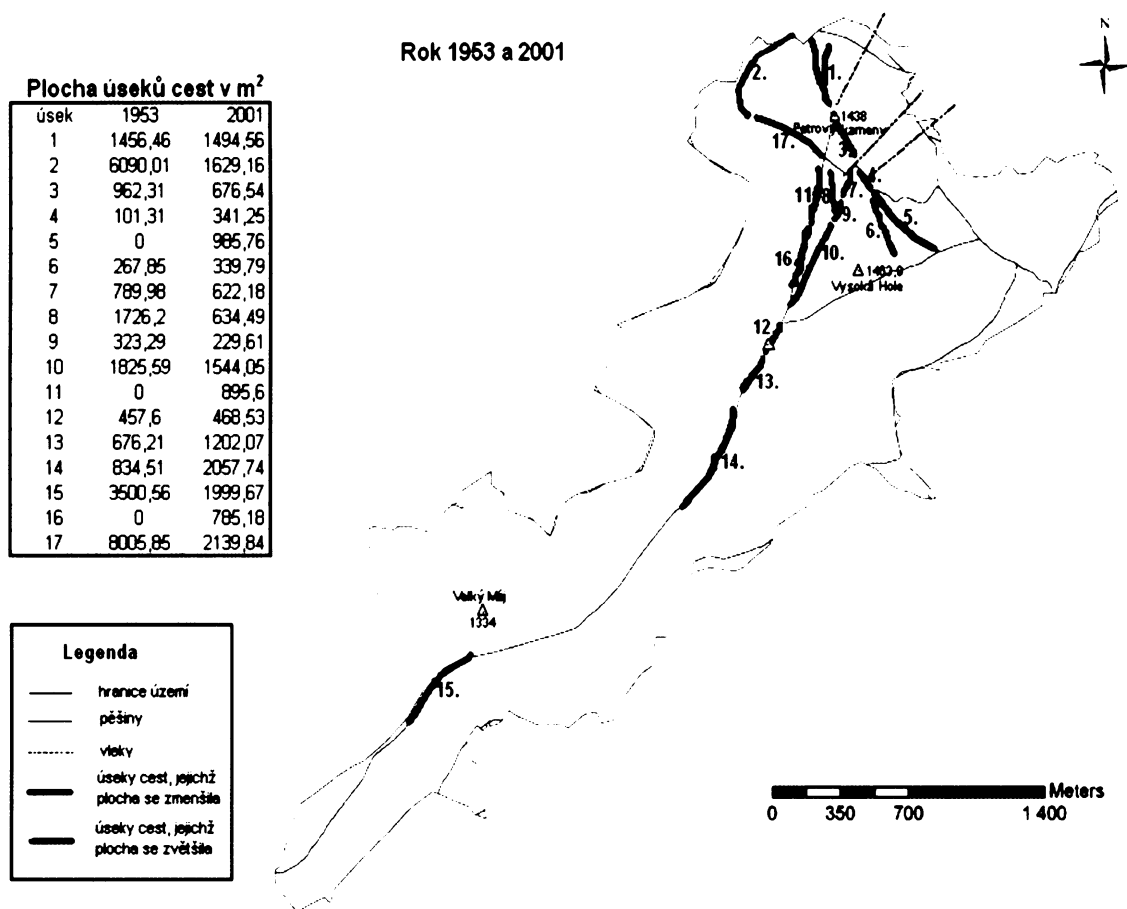 Rok 1953 a 2001
N
Plocha úseků cest v m²
úsek 1953 2001
1 1456,46 1494,56
2 6090,01 1629,16
3 962,31 676,54
4 101,31 341,25
5 0 985,76
6 267,85 339,79
7 789,98 622,18
8 1726,2 634,49
9 323,29 229,61
10 1825,59 1544,05
11 0 895,6
12 457,6 468,53
13 676,21 1202,07
14 834,51 2057,74
15 3500,56 1999,67
16 0 785,18
17 8005,85 2139,84
2.
1.
1438
Petrovy kameny
17.
3.
11.
8.
7.
9.
5.
6.
10.
16.
Vysoká Hole
12.
13.
14.
Velký Máj
1334
15.
Legenda
hranice území
pěšiny
vleky
úseky cest, jejichž
plocha se zmenšila
úseky cest, jejichž
plocha se zvětšila
Meters
0 350 700 1 400